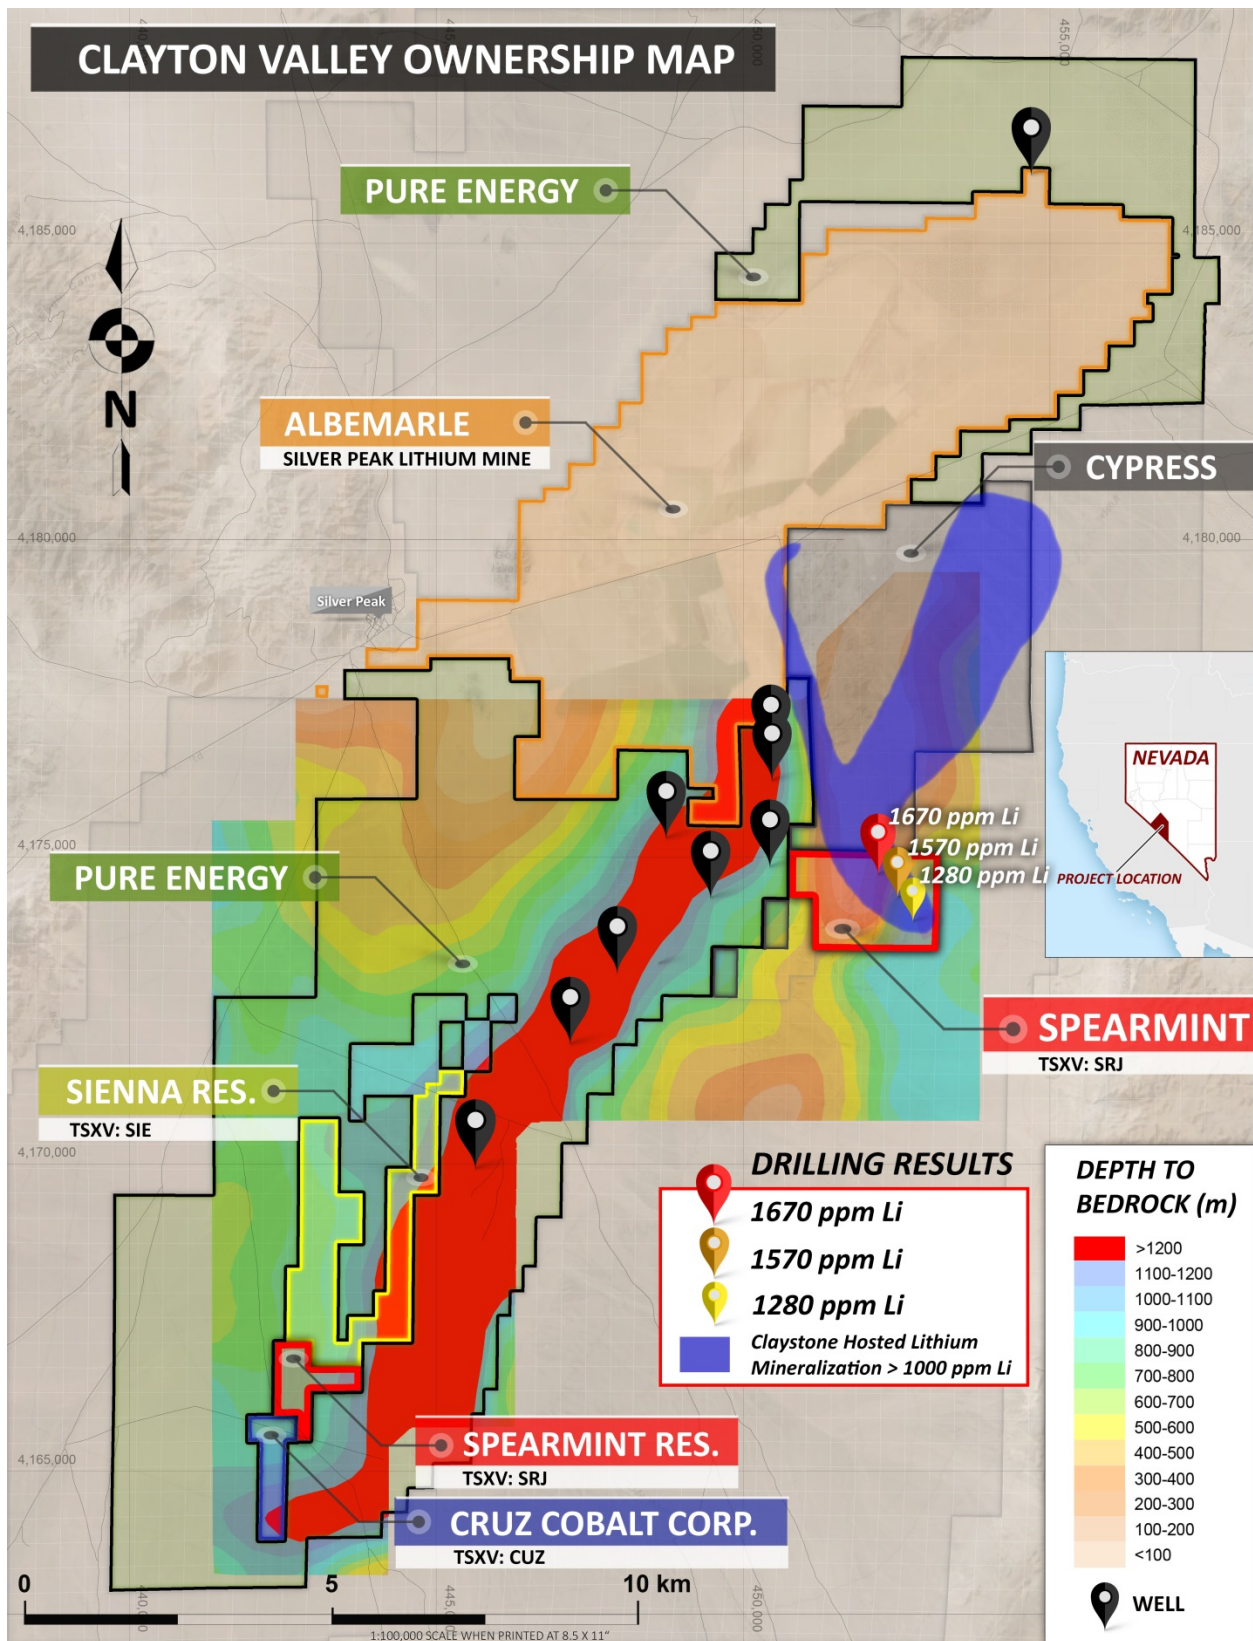 CLAYTON VALLEY OWNERSHIP MAP
450,000
455,000
PURE ENERGY
4,185,000
4,185,000
N
ALBEMARLE
SILVER PEAK LITHIUM MINE
CYPRESS
4,180,000
4,180,000
Silver Peak
NEVADA
PROJECT LOCATION
1670 ppm Li
1570 ppm Li
1280 ppm Li
4,175,000
PURE ENERGY
SPEARMINT
TSXV: SRJ
SIENNA RES.
TSXV: SIE
4,170,000
DRILLING RESULTS
1670 ppm Li
1570 ppm Li
1280 ppm Li
Claystone Hosted Lithium
Mineralization > 1000 ppm Li
DEPTH TO
BEDROCK (m)
>1200
1100-1200
1000-1100
900-1000
800-900
700-800
600-700
500-600
400-500
300-400
200-300
100-200
<100
WELL
4,165,000
SPEARMINT RES.
TSXV: SRJ
CRUZ COBALT CORP.
TSXV: CUZ
0
5
10 km
450,000
1:100,000 SCALE WHEN PRINTED AT 8.5 X 11"